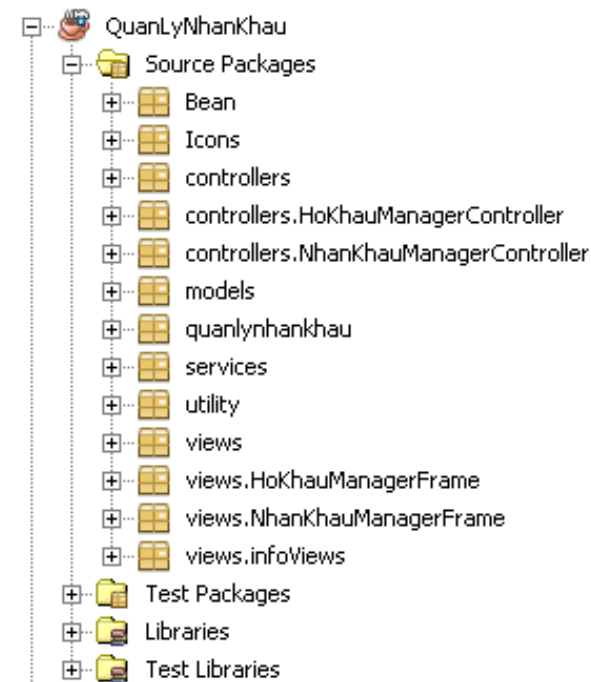 QuanLyNhanKhau
Source Packages
Bean
Icons
controllers
controllers.HoKhauManagerController
controllers.NhanKhauManagerController
models
quanlynhankhau
services
utility
views
views.HoKhauManagerFrame
views.NhanKhauManagerFrame
views.infoViews
Test Packages
Libraries
Test Libraries